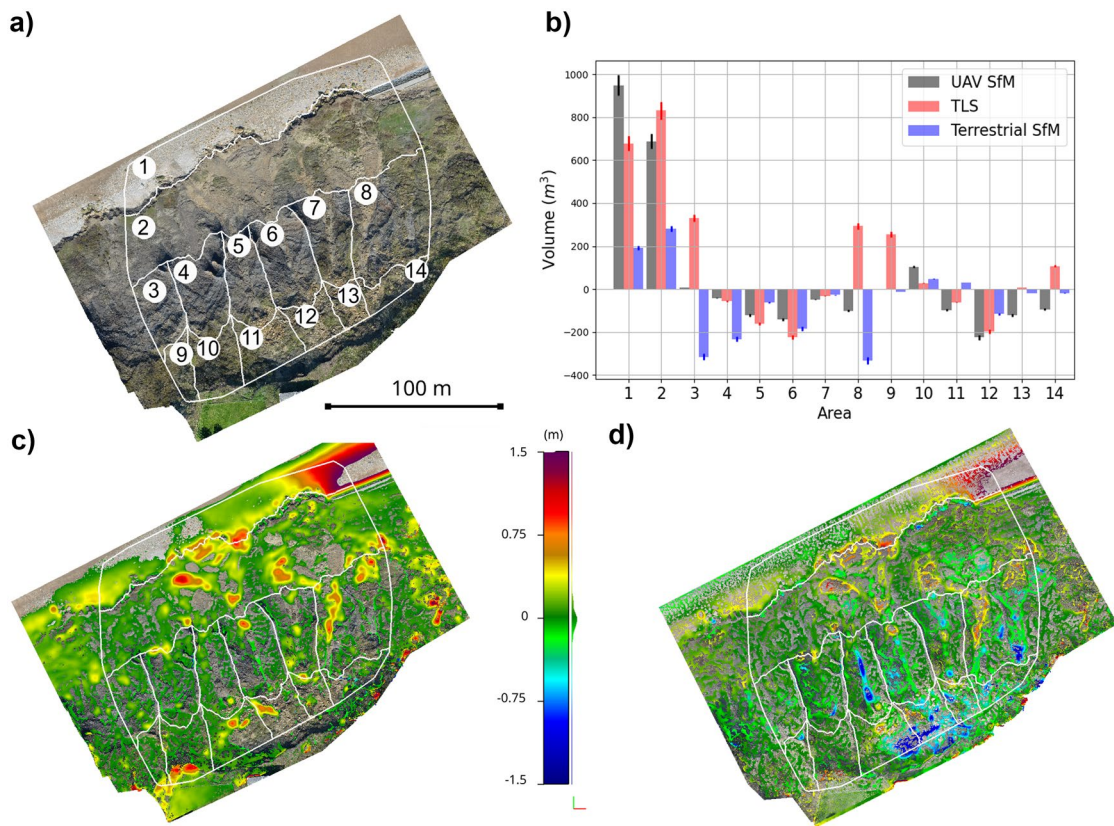 a)
1
2
3
4
5
6
7
8
9
10
11
12
13
14
100 m
b)
UAV SfM
TLS
Terrestrial SfM
Volume (m³)
1000
800
600
400
200
0
−200
−400
1 2 3 4 5 6 7 8 9 10 11 12 13 14
Area
c)
(m)
1.5
0.75
0
-0.75
-1.5
d)